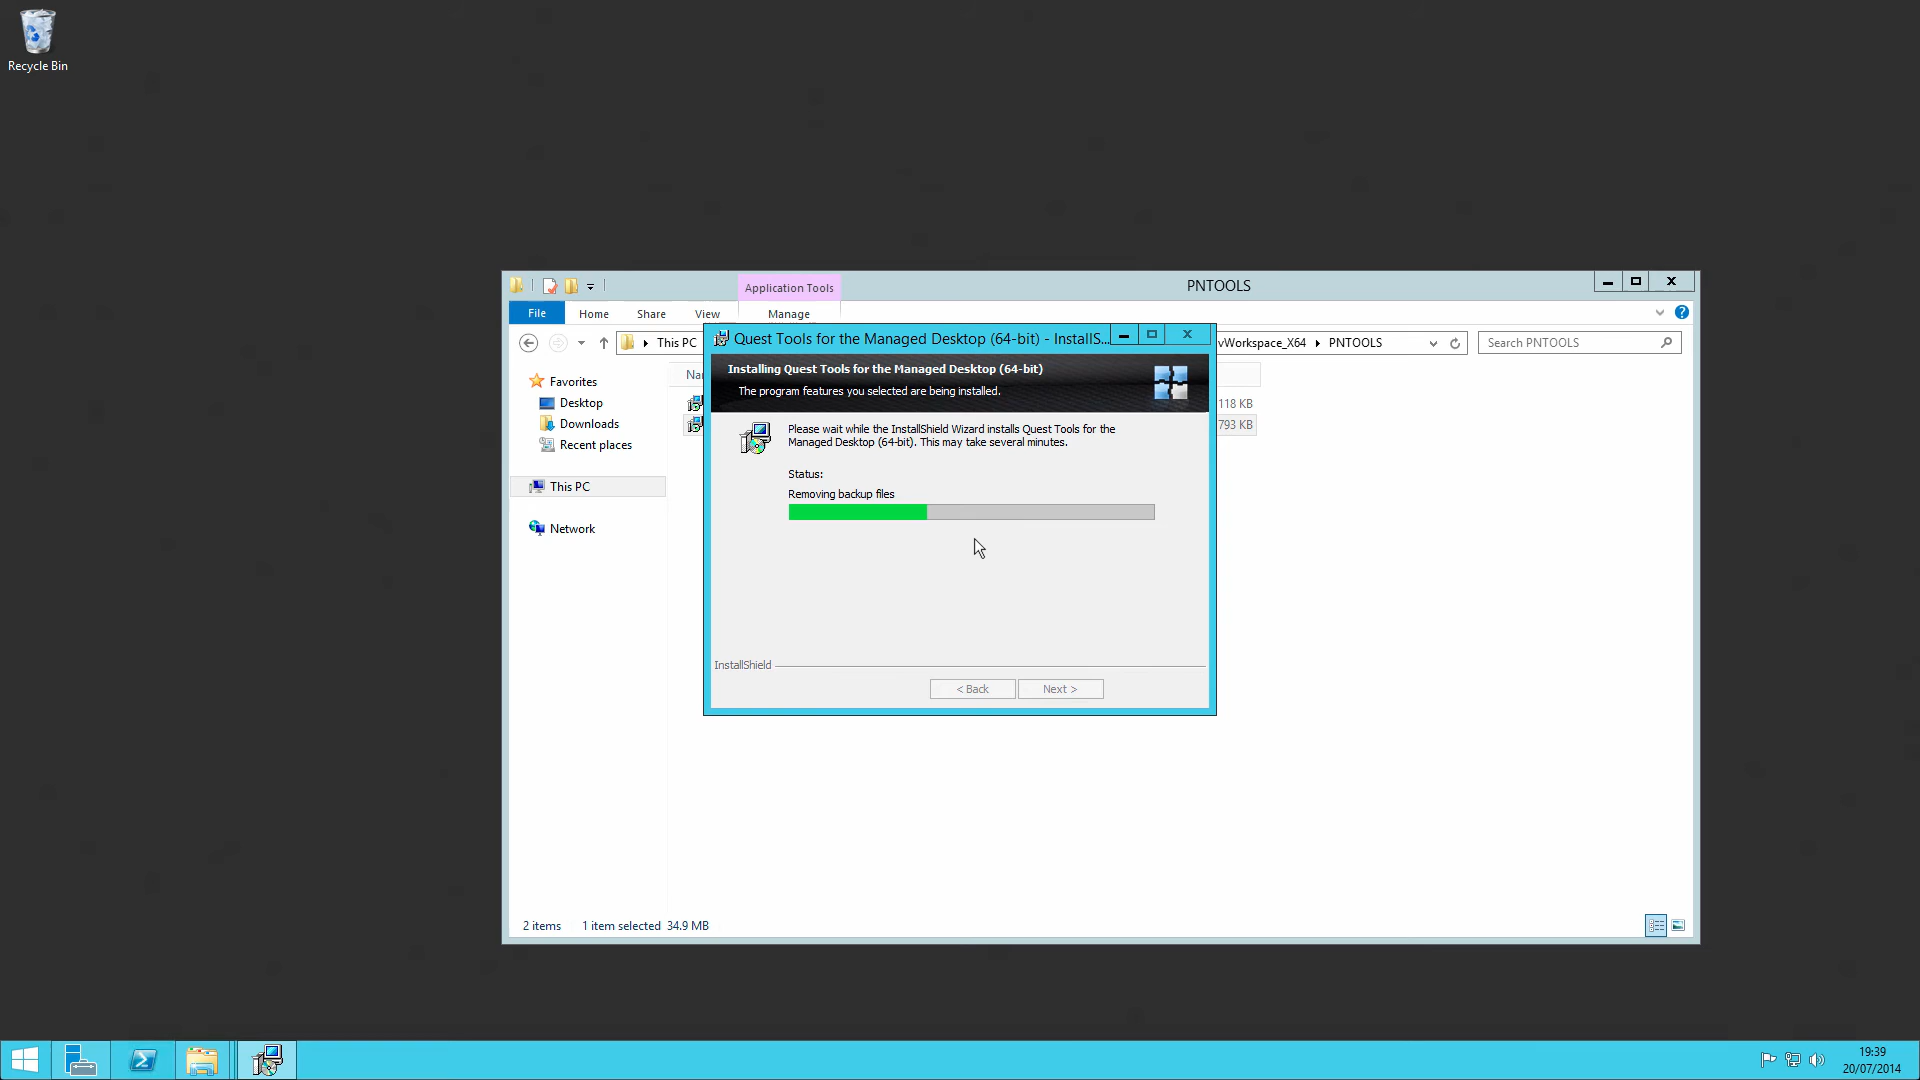 Recycle Bin
Application Tools
PNTOOLS
File
Home
Share
View
Manage
This PC
vWorkspace_X64
PNTOOLS
Search PNTOOLS
Favorites
Desktop
Downloads
Recent places
This PC
Network
118 KB
793 KB
Quest Tools for the Managed Desktop (64-bit) - InstallS...
Installing Quest Tools for the Managed Desktop (64-bit)
The program features you selected are being installed.
Please wait while the InstallShield Wizard installs Quest Tools for the
Managed Desktop (64-bit). This may take several minutes.
Status:
Removing backup files
InstallShield
< Back
Next >
2 items
1 item selected 34.9 MB
19:39
20/07/2014